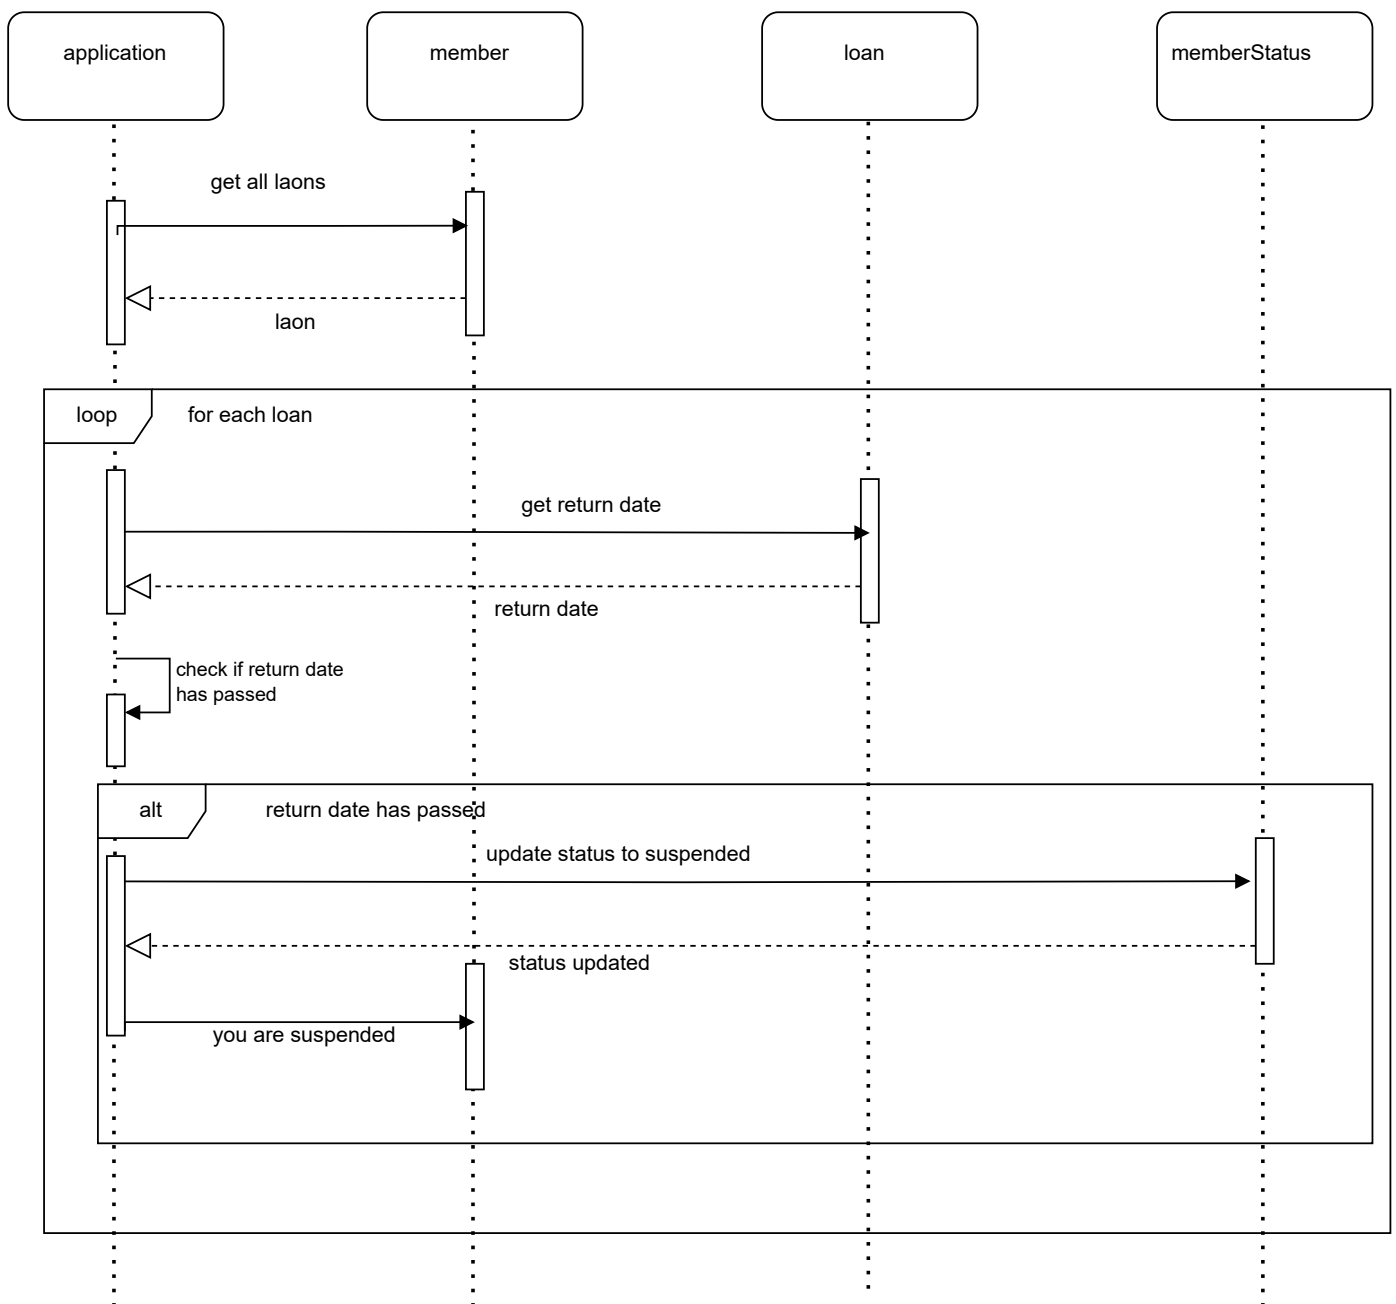 application
member
loan
memberStatus
get all laons
laon
loop
for each loan
get return date
return date
check if return date
has passed
alt
return date has passed
update status to suspended
status updated
you are suspended